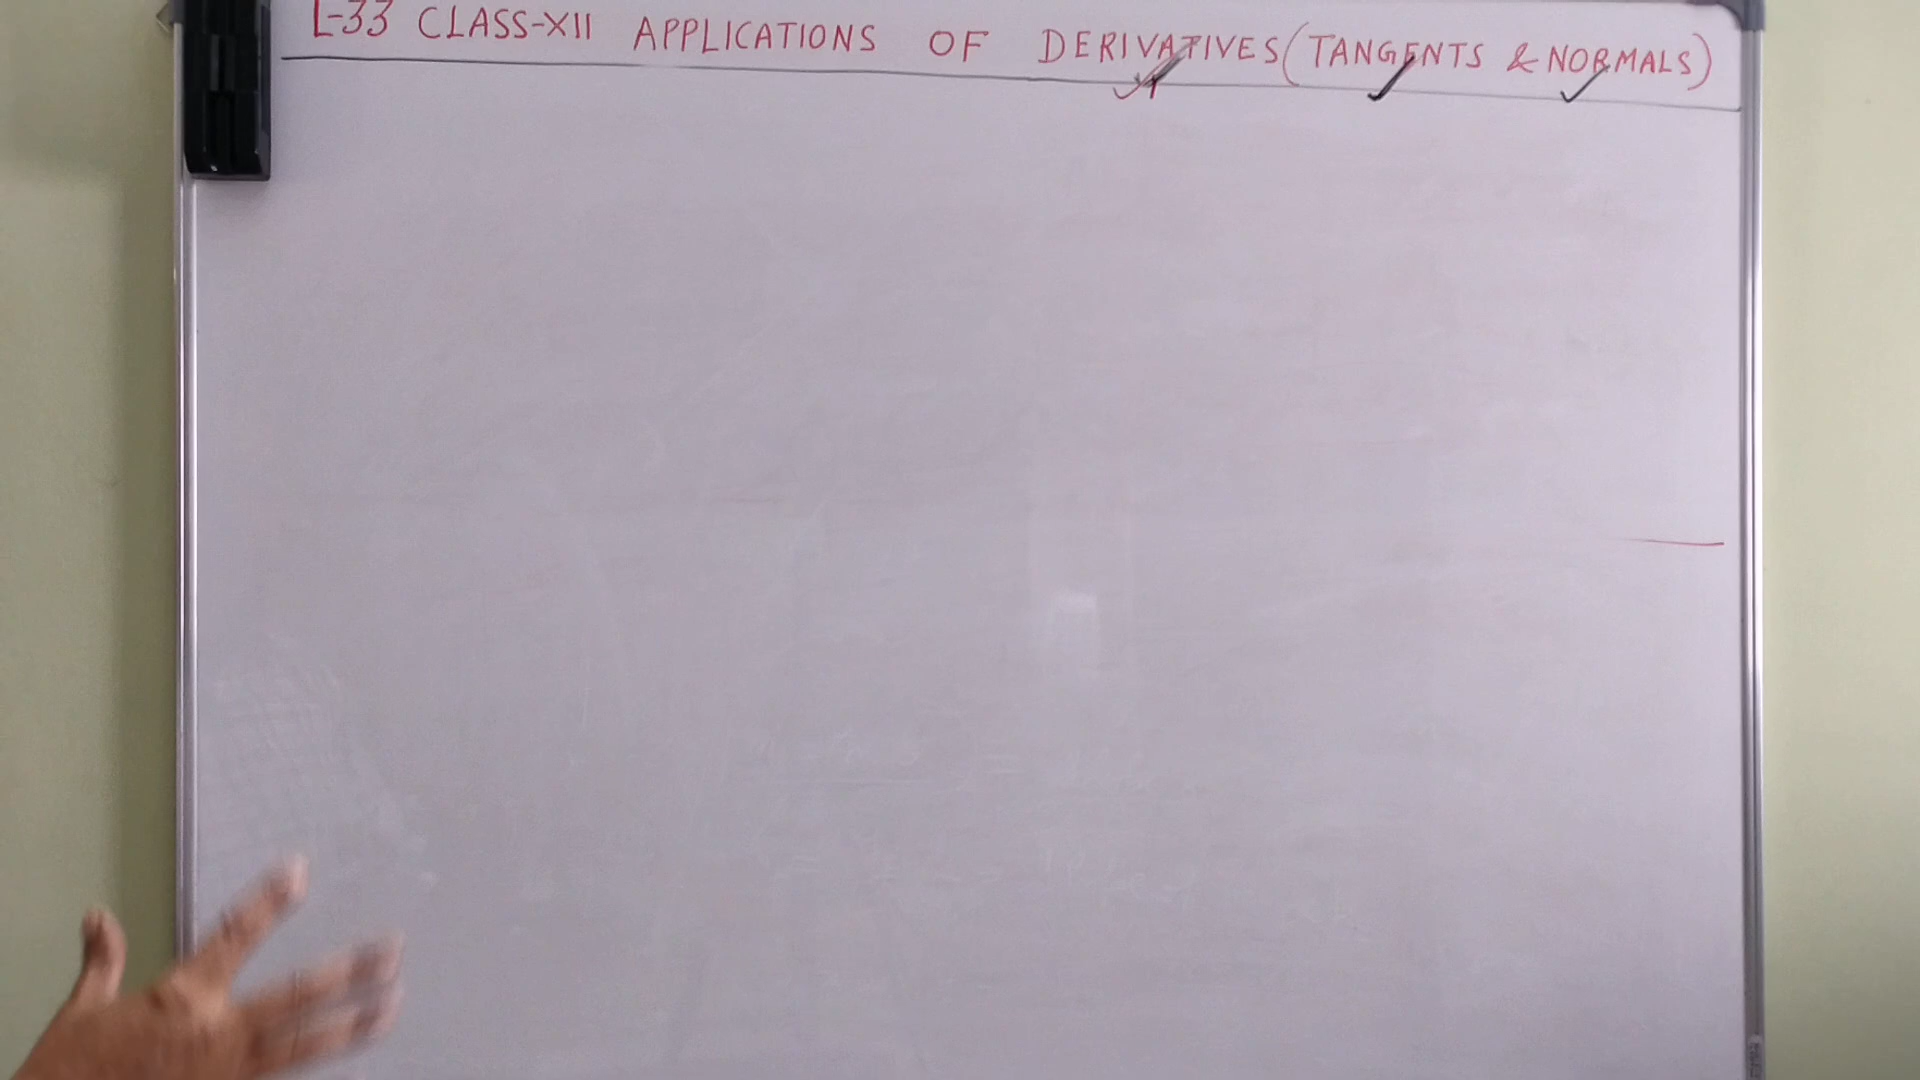 L-33 CLASS-XII APPLICATIONS OF DERIVATIVES (TANGENTS & NORMALS)